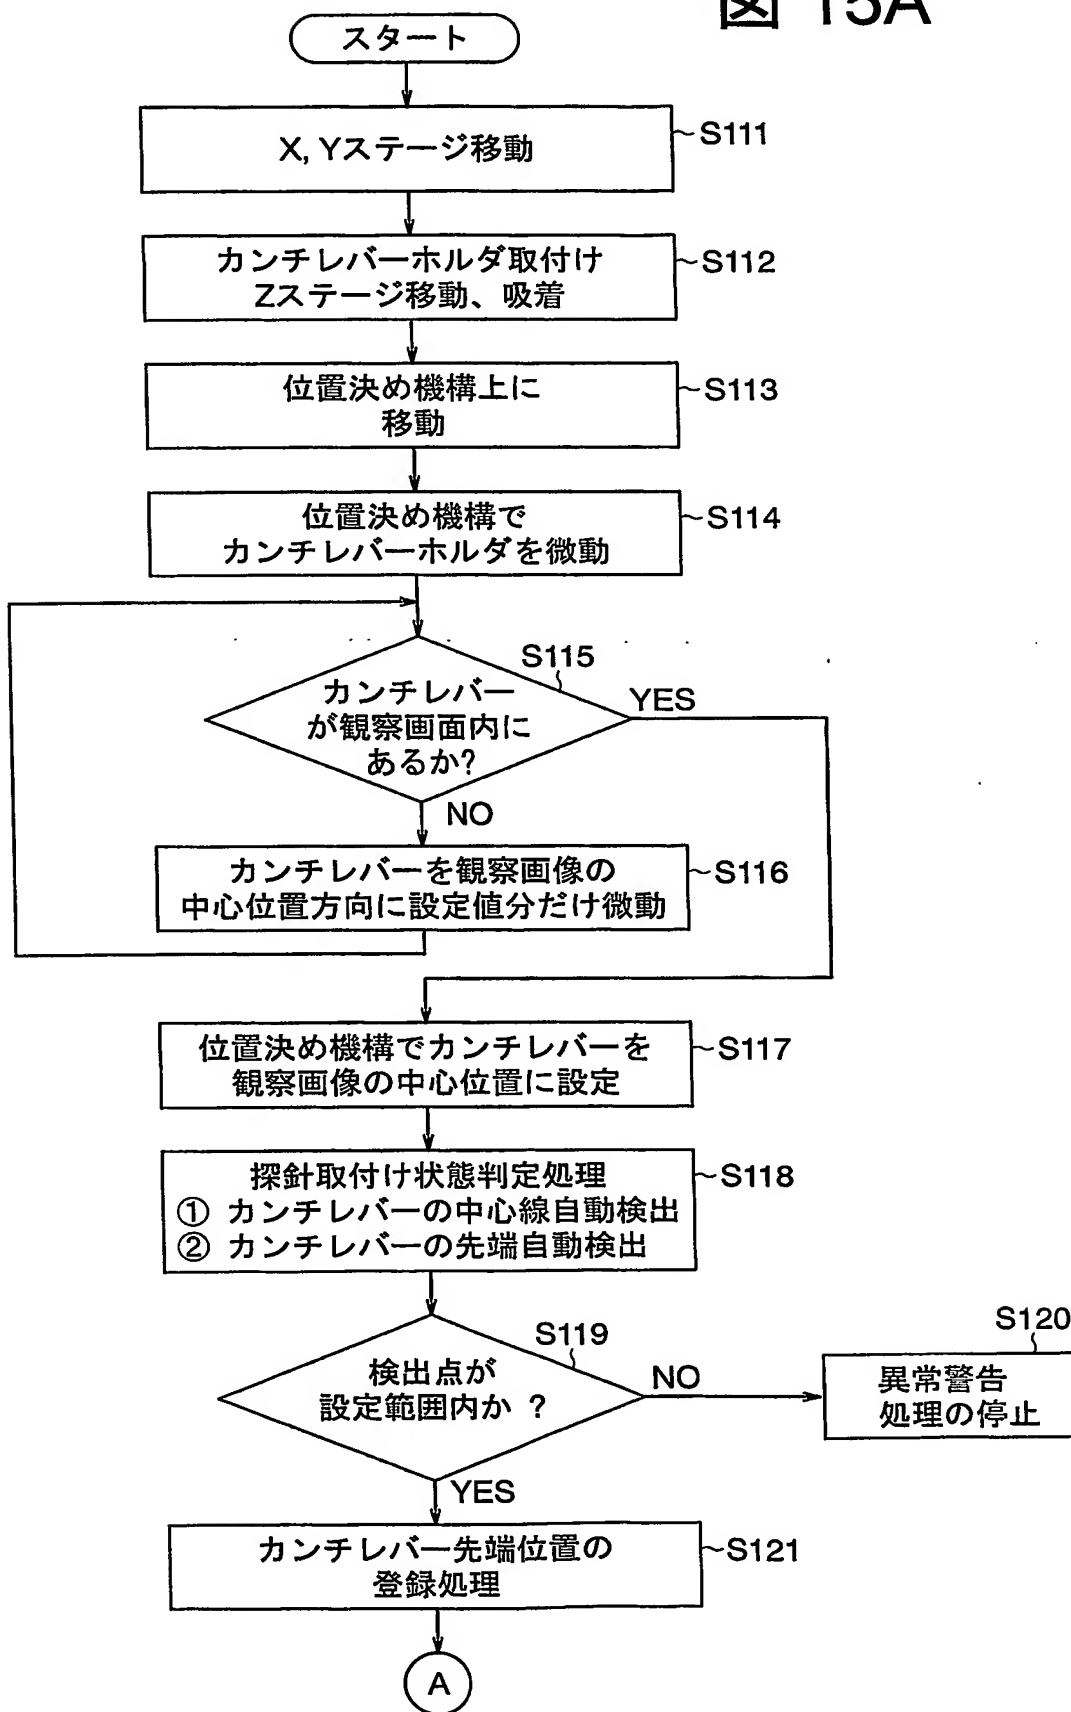 図 15A
スタート
X, Yステージ移動
S111
カンチレバーホルダ取付け
Zステージ移動、吸着
S112
位置決め機構上に
移動
S113
位置決め機構で
カンチレバーホルダを微動
S114
S115
カンチレバー
が観察画面内に
あるか?
YES
NO
カンチレバーを観察画像の
中心位置方向に設定値分だけ微動
S116
位置決め機構でカンチレバーを
観察画像の中心位置に設定
S117
探針取付け状態判定処理
① カンチレバーの中心線自動検出
② カンチレバーの先端自動検出
S118
S119
検出点が
設定範囲内か ?
NO
S120
異常警告
処理の停止
YES
カンチレバー先端位置の
登録処理
S121
A